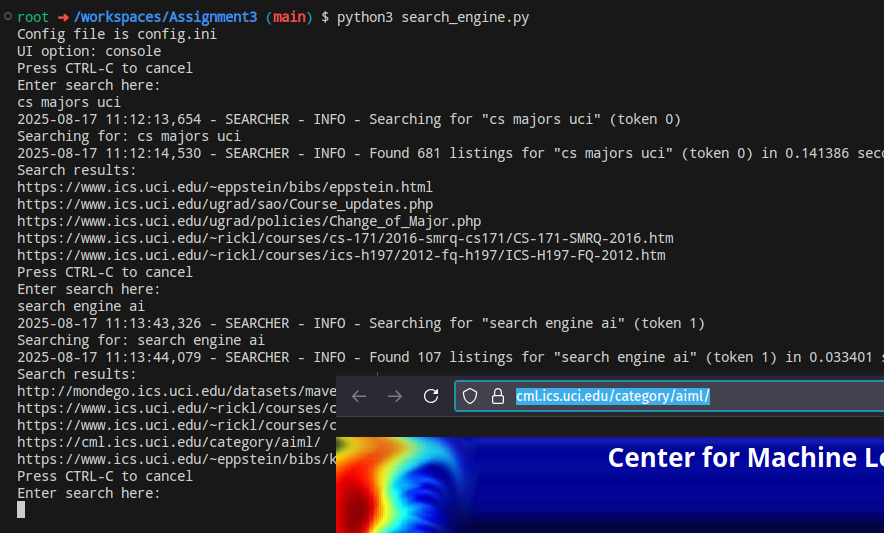 root ➜ /workspaces/Assignment3 (main) $ python3 search_engine.py
Config file is config.ini
UI option: console
Press CTRL-C to cancel
Enter search here:
cs majors uci
2025-08-17 11:12:13,654 - SEARCHER - INFO - Searching for "cs majors uci" (token 0)
Searching for: cs majors uci
2025-08-17 11:12:14,530 - SEARCHER - INFO - Found 681 listings for "cs majors uci" (token 0) in 0.141386 seco
Search results:
https://www.ics.uci.edu/~eppstein/bibs/eppstein.html
https://www.ics.uci.edu/ugrad/sao/Course_updates.php
https://www.ics.uci.edu/ugrad/policies/Change_of_Major.php
https://www.ics.uci.edu/~rickl/courses/cs-171/2016-smrq-cs171/CS-171-SMRQ-2016.htm
https://www.ics.uci.edu/~rickl/courses/ics-h197/2012-fq-h197/ICS-H197-FQ-2012.htm
Press CTRL-C to cancel
Enter search here:
search engine ai
2025-08-17 11:13:43,326 - SEARCHER - INFO - Searching for "search engine ai" (token 1)
Searching for: search engine ai
2025-08-17 11:13:44,079 - SEARCHER - INFO - Found 107 listings for "search engine ai" (token 1) in 0.033401 s
Search results:
http://mondego.ics.uci.edu/datasets/mave
https://www.ics.uci.edu/~rickl/courses/c
https://www.ics.uci.edu/~rickl/courses/c
https://cml.ics.uci.edu/category/aiml/
https://www.ics.uci.edu/~eppstein/bibs/k
Press CTRL-C to cancel
Enter search here:
cml.ics.uci.edu/category/aiml/
Center for Machine Le